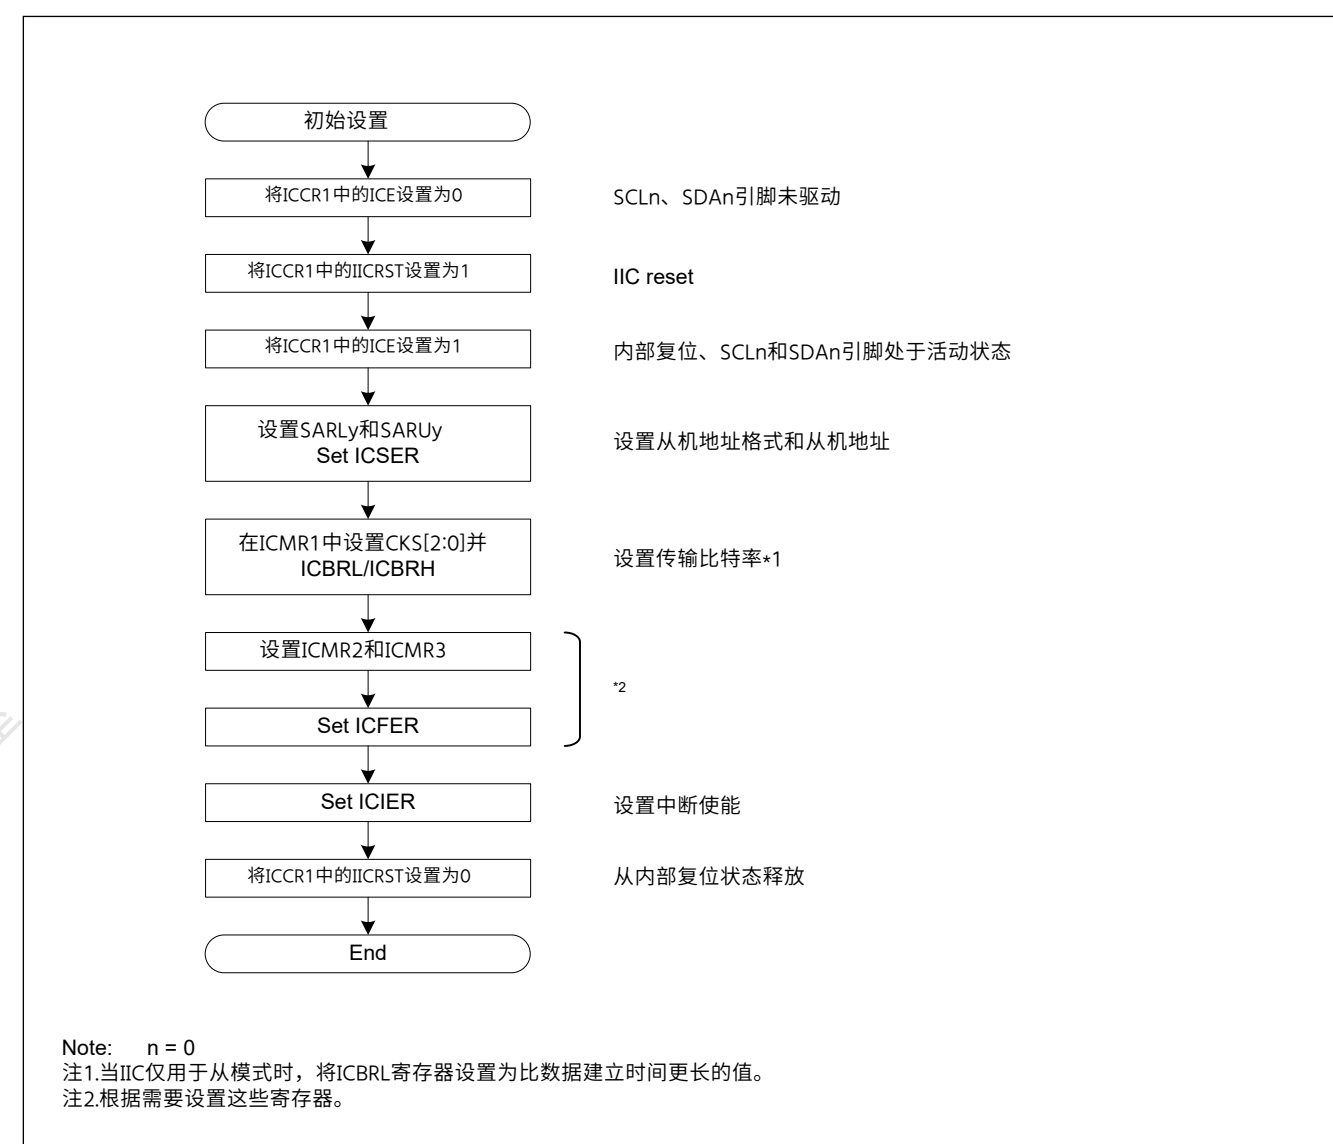 初始设置
将ICCR1中的ICE设置为0
SCLn、SDAn引脚未驱动
将ICCR1中的IICRST设置为1
IIC reset
将ICCR1中的ICE设置为1
内部复位、SCLn和SDAn引脚处于活动状态
设置SARLy和SARUy
Set ICSER
设置从机地址格式和从机地址
在ICMR1中设置CKS[2:0]并
ICBRL/ICBRH
设置传输比特率*1
设置ICMR2和ICMR3
*2
Set ICFER
Set ICIER
设置中断使能
将ICCR1中的IICRST设置为0
从内部复位状态释放
End
Note: n = 0
注1.当IIC仅用于从模式时，将ICBRL寄存器设置为比数据建立时间更长的值。
注2.根据需要设置这些寄存器。